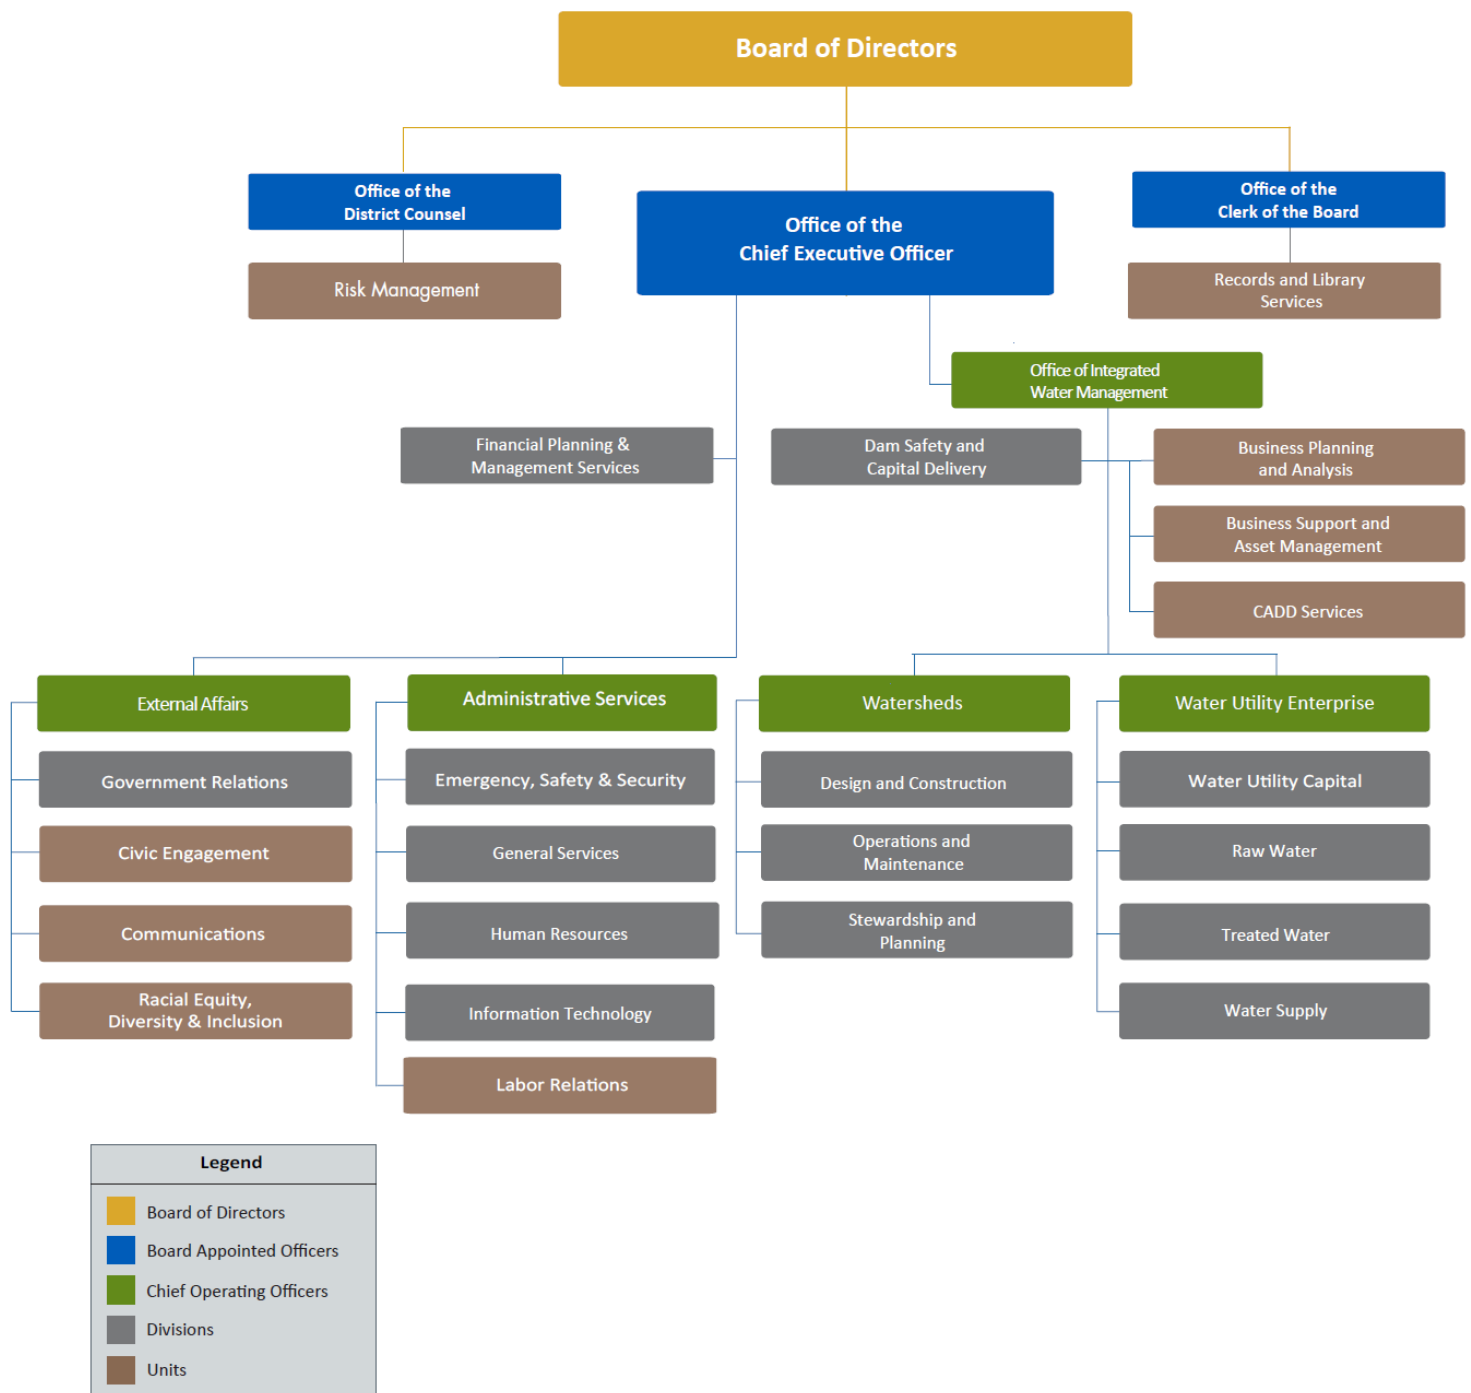 Board of Directors
Office of the
District Counsel
Office of the
Chief Executive Officer
Office of the
Clerk of the Board
Risk Management
Records and Library
Services
Office of Integrated
Water Management
Financial Planning &
Management Services
Dam Safety and
Capital Delivery
Business Planning
and Analysis
Business Support and
Asset Management
CADD Services
External Affairs
Government Relations
Civic Engagement
Communications
Racial Equity,
Diversity & Inclusion
Administrative Services
Emergency, Safety & Security
General Services
Human Resources
Information Technology
Labor Relations
Watersheds
Design and Construction
Operations and
Maintenance
Stewardship and
Planning
Water Utility Enterprise
Water Utility Capital
Raw Water
Treated Water
Water Supply
Legend
Board of Directors
Board Appointed Officers
Chief Operating Officers
Divisions
Units